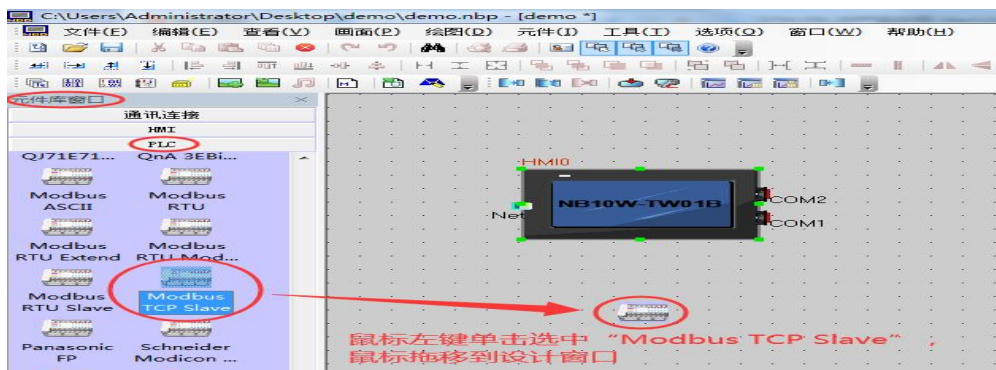 C:\Users\Administrator\Desktop\demo\demo.nbp - [demo *]
文件(F) 编辑(E) 查看(V) 画面(P) 绘图(D) 元件(I) 工具(T) 选项(O) 窗口(W) 帮助(H)
元件库窗口
通讯连接
HMI
PLC
QJ71E71... QnA 3EBi...
Modbus ASCII Modbus RTU
Modbus RTU Extend Modbus RTU Mod...
Modbus RTU Slave Modbus TCP Slave
Panasonic FP Schneider Modicon ...
HMI0
NB10W-TW01B
Net
COM2
COM1
鼠标左键单击选中“Modbus TCP Slave”，
鼠标拖移到设计窗口